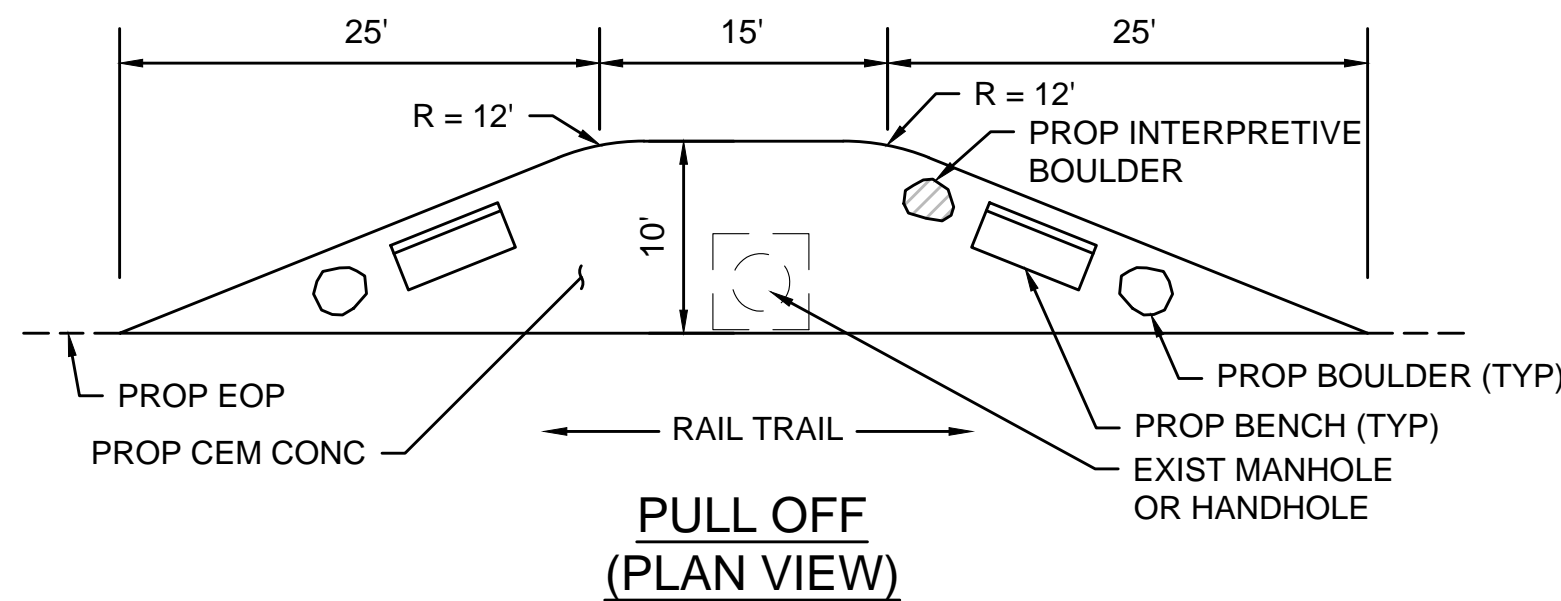 25'
15'
25'
R = 12'
R = 12'
PROP INTERPRETIVE
BOULDER
10'
PROP EOP
PROP BOULDER (TYP)
RAIL TRAIL
PROP BENCH (TYP)
PROP CEM CONC
EXIST MANHOLE
OR HANDHOLE
PULL OFF
(PLAN VIEW)